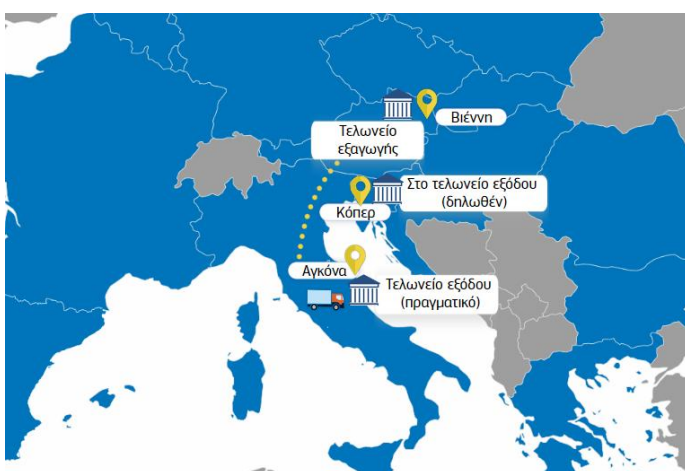 Βιέννη
Τελωνείο
εξαγωγής
Στο τελωνείο εξόδου
(δηλωθέν)
Κόπερ
Αγκόνα
Τελωνείο εξόδου
(πραγματικό)